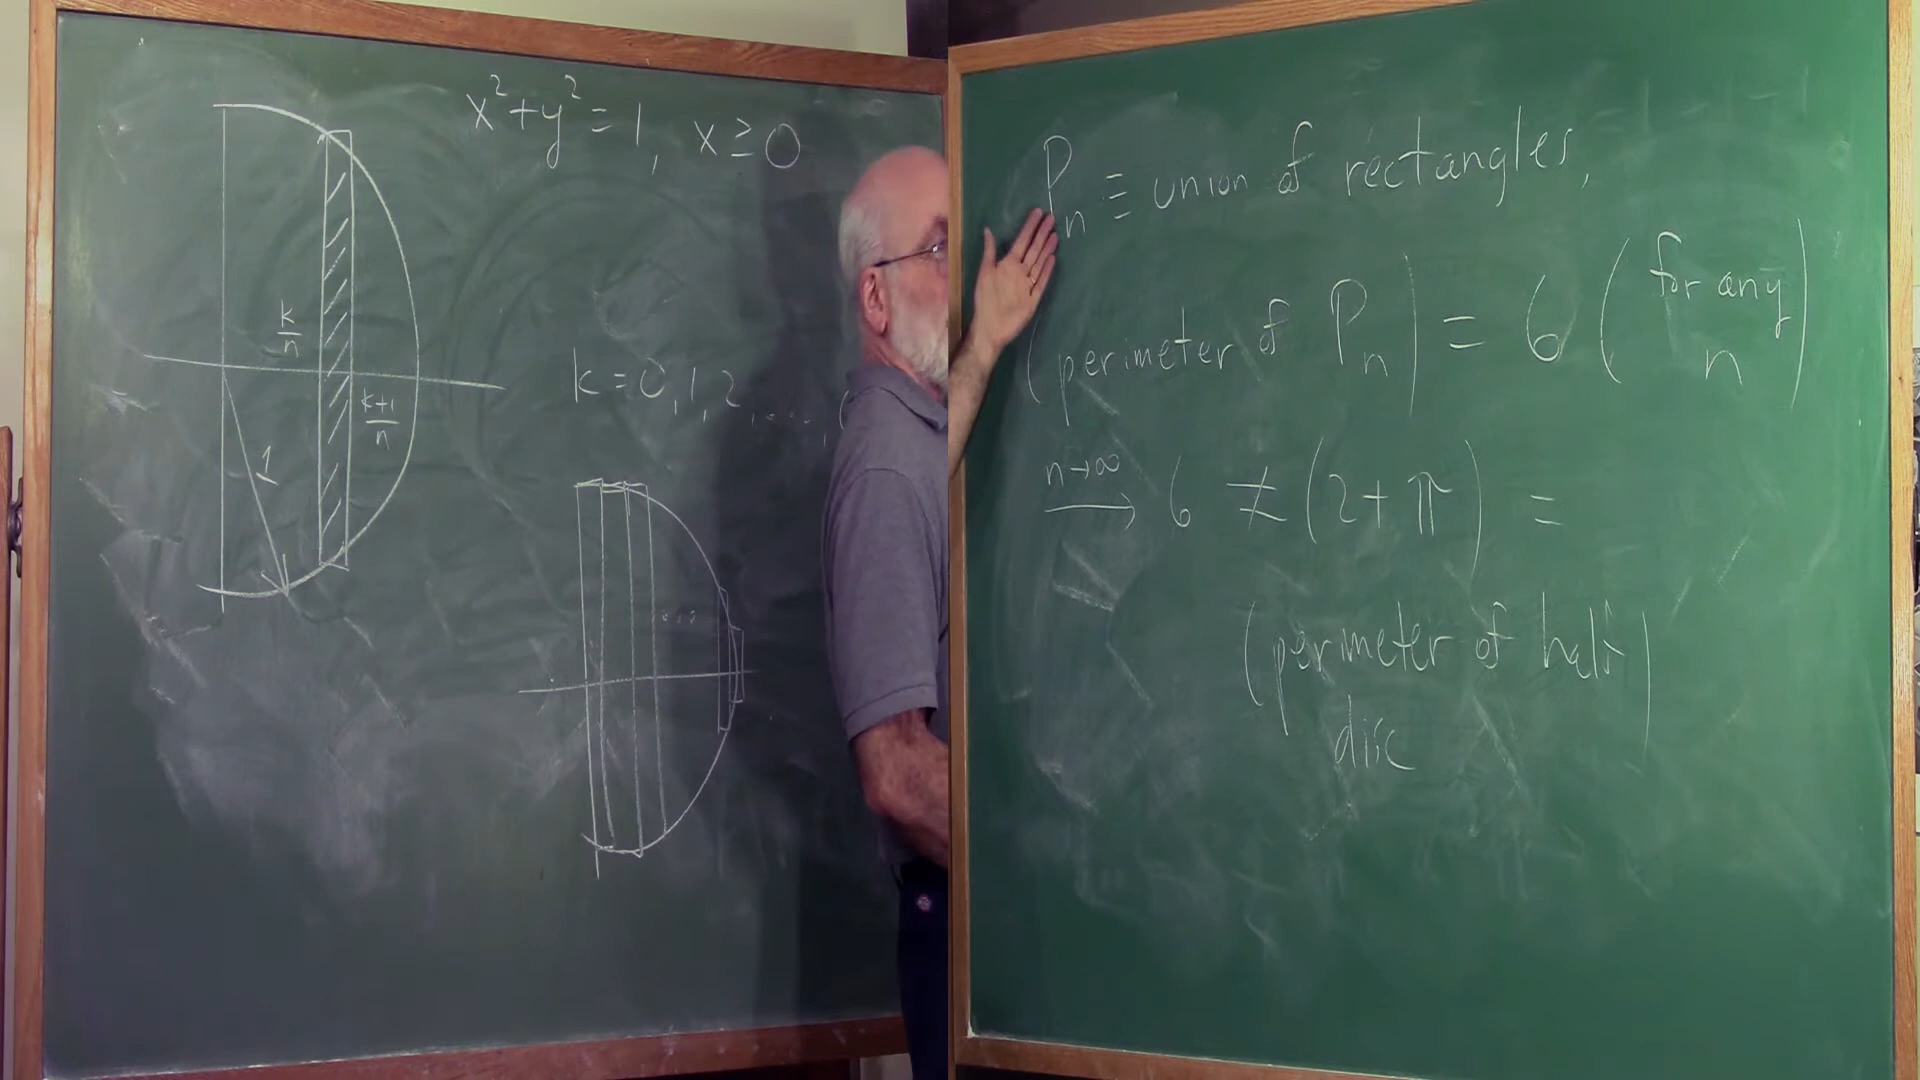 x² + y² = 1, x ≥ 0
k/n
k+1/n
1
k = 0, 1, 2, ....,
Pₙ ≡ union of rectangles,
(perimeter of Pₙ) = 6 (for any n)
n→∞
⟶ 6 ≠ (2 + π) =
(perimeter of half
disc)